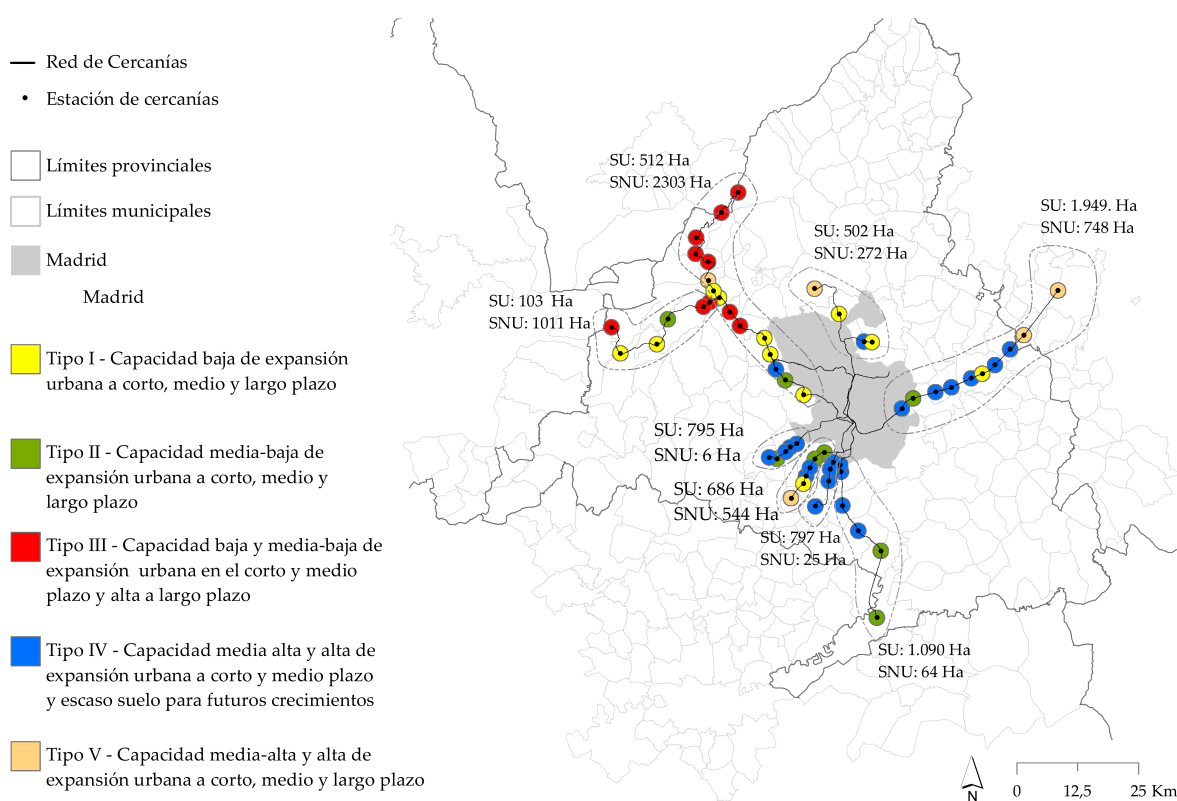 Red de Cercanías
Estación de cercanías
Límites provinciales
Límites municipales
Madrid
Madrid
Tipo I - Capacidad baja de expansión
urbana a corto, medio y largo plazo
Tipo II - Capacidad media-baja de
expansión urbana a corto, medio y
largo plazo
Tipo III - Capacidad baja y media-baja de
expansión urbana en el corto y medio
plazo y alta a largo plazo
Tipo IV - Capacidad media alta y alta de
expansión urbana a corto y medio plazo
y escaso suelo para futuros crecimientos
Tipo V - Capacidad media-alta y alta de
expansión urbana a corto, medio y largo plazo
SU: 512 Ha
SNU: 2303 Ha
SU: 1.949. Ha
SNU: 748 Ha
SU: 502 Ha
SNU: 272 Ha
SU: 103 Ha
SNU: 1011 Ha
SU: 795 Ha
SNU: 6 Ha
SU: 686 Ha
SNU: 544 Ha
SU: 797 Ha
SNU: 25 Ha
SU: 1.090 Ha
SNU: 64 Ha
N
0 12,5 25 Km